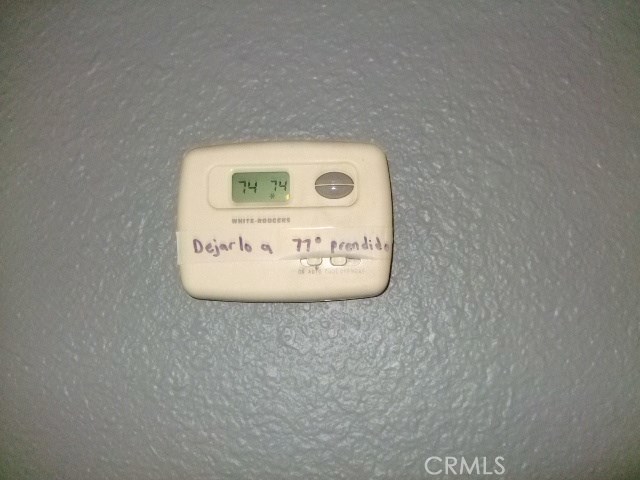 74 74
WHITE-RODGERS
Dejarlo a 77° prendido
CRMLS